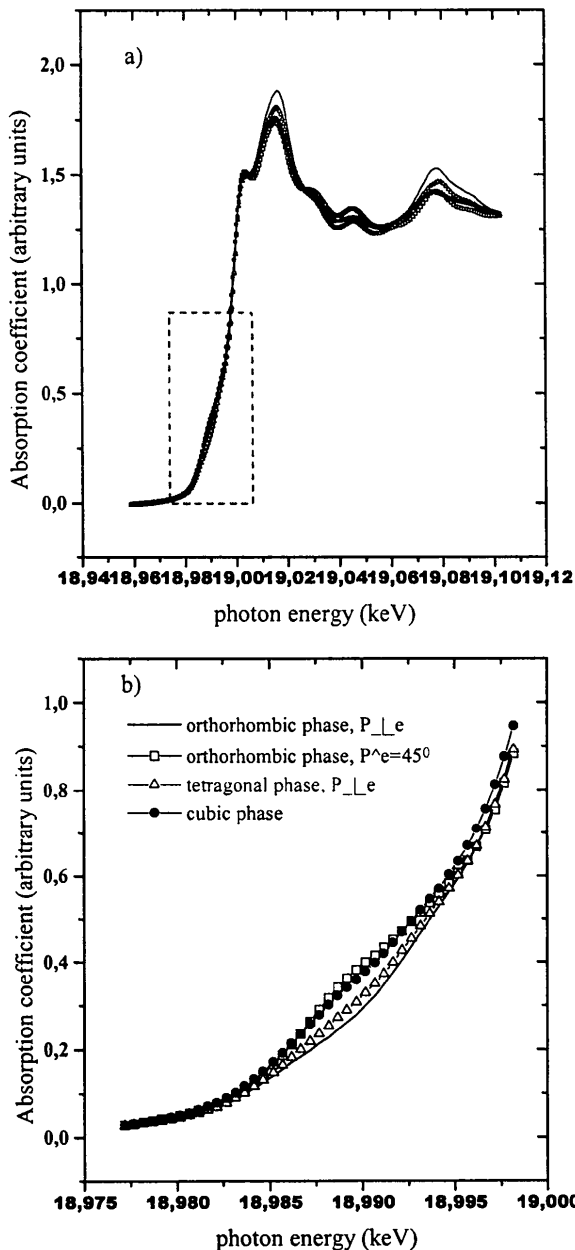 a)
2,0
1,5
1,0
0,5
0,0
Absorption coefficient (arbitrary units)
18,94 18,96 18,98 19,00 19,02 19,04 19,06 19,08 19,10 19,12
photon energy (keV)
b)
1,0
0,8
0,6
0,4
0,2
0,0
Absorption coefficient (arbitrary units)
orthorhombic phase, P_|_e
orthorhombic phase, P^e=45⁰
tetragonal phase, P_|_e
cubic phase
18,975 18,980 18,985 18,990 18,995 19,000
photon energy (keV)